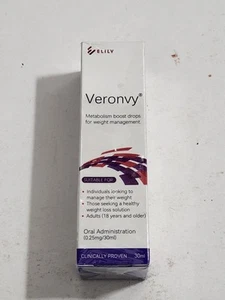 ELILY
Veronvy®
Metabolism boost drops
for weight management
SUITABLE FOR:
• Individuals looking to
manage their weight
• Those seeking a healthy
weight loss solution
• Adults (18 years and older)
Oral Administration
(0.25mg/30ml)
CLINICALLY PROVEN 30ml